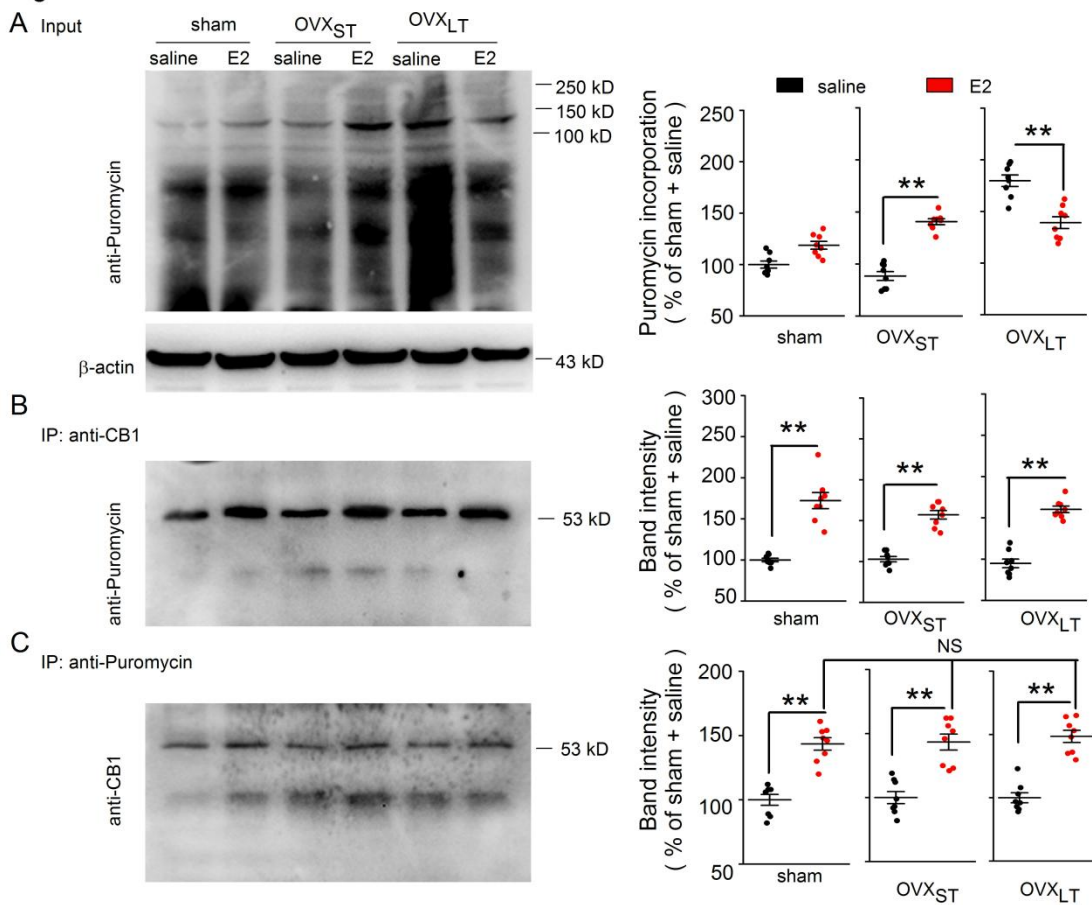 A Input
sham OVXST OVXLT
saline E2 saline E2 saline E2
250 kD
150 kD
100 kD
anti-Puromycin
β-actin
43 kD
saline E2
Puromycin incorporation
( % of sham + saline )
250
200
150
100
50
**
**
sham OVXST OVXLT
B
IP: anti-CB1
anti-Puromycin
53 kD
Band intensity
( % of sham + saline )
300
250
200
150
100
50
**
**
**
sham OVXST OVXLT
C
IP: anti-Puromycin
anti-CB1
53 kD
Band intensity
( % of sham + saline )
200
150
100
50
NS
**
**
**
sham OVXST OVXLT